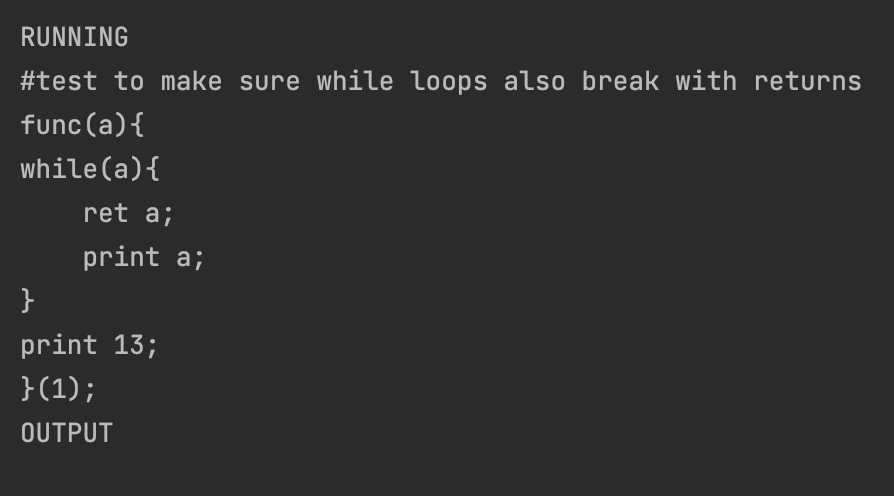 RUNNING
#test to make sure while loops also break with returns
func(a){
while(a){
    ret a;
    print a;
}
print 13;
}(1);
OUTPUT